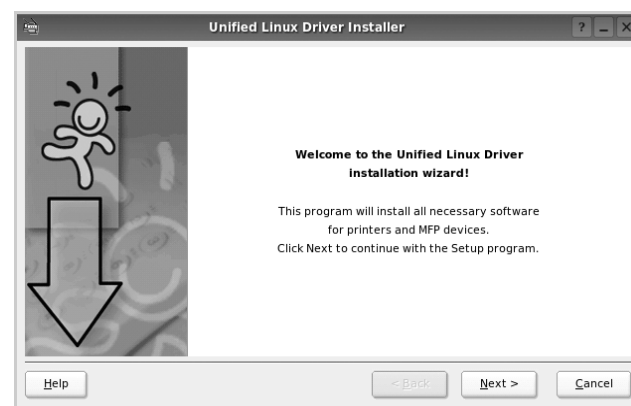 Unified Linux Driver Installer
Welcome to the Unified Linux Driver
installation wizard!
This program will install all necessary software
for printers and MFP devices.
Click Next to continue with the Setup program.
Help
< Back
Next >
Cancel